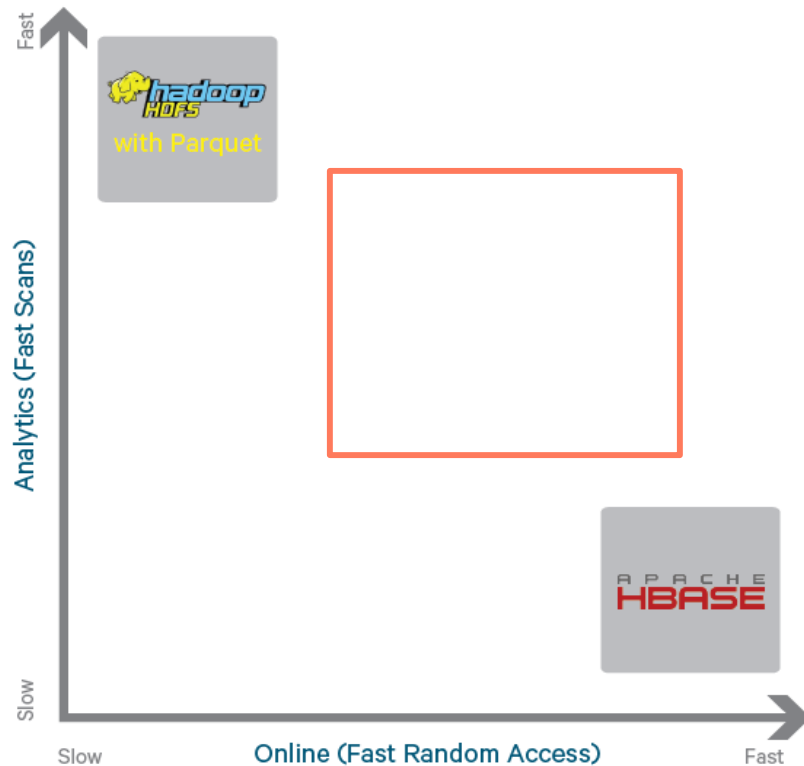 Fast
hadoop
HDFS
with Parquet
Analytics (Fast Scans)
APACHE
HBASE
Slow
Slow
Online (Fast Random Access)
Fast